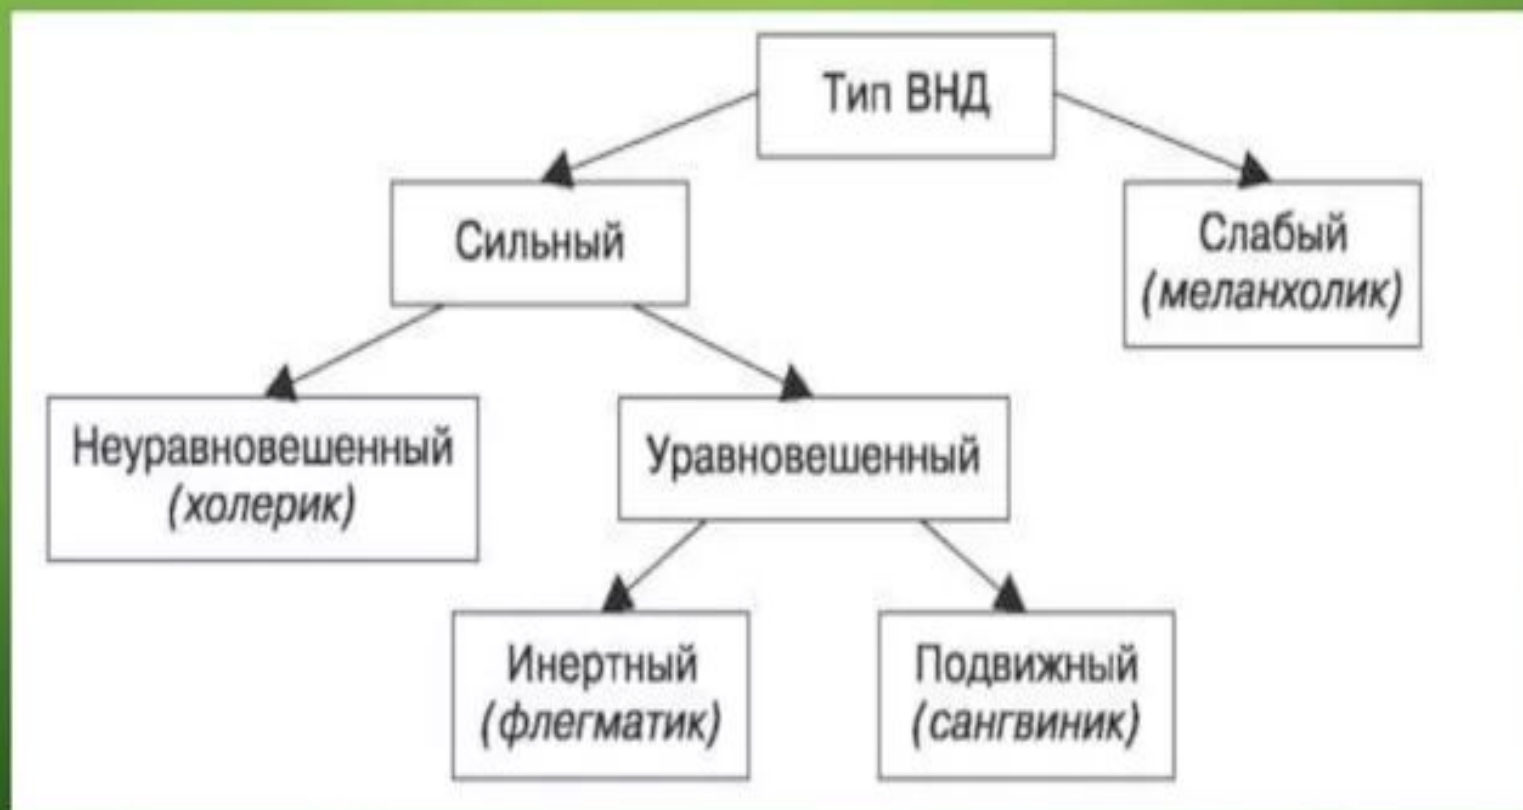 Тип ВНД
Сильный
Слабый
(меланхолик)
Неуравновешенный
(холерик)
Уравновешенный
Инертный
(флегматик)
Подвижный
(сангвиник)